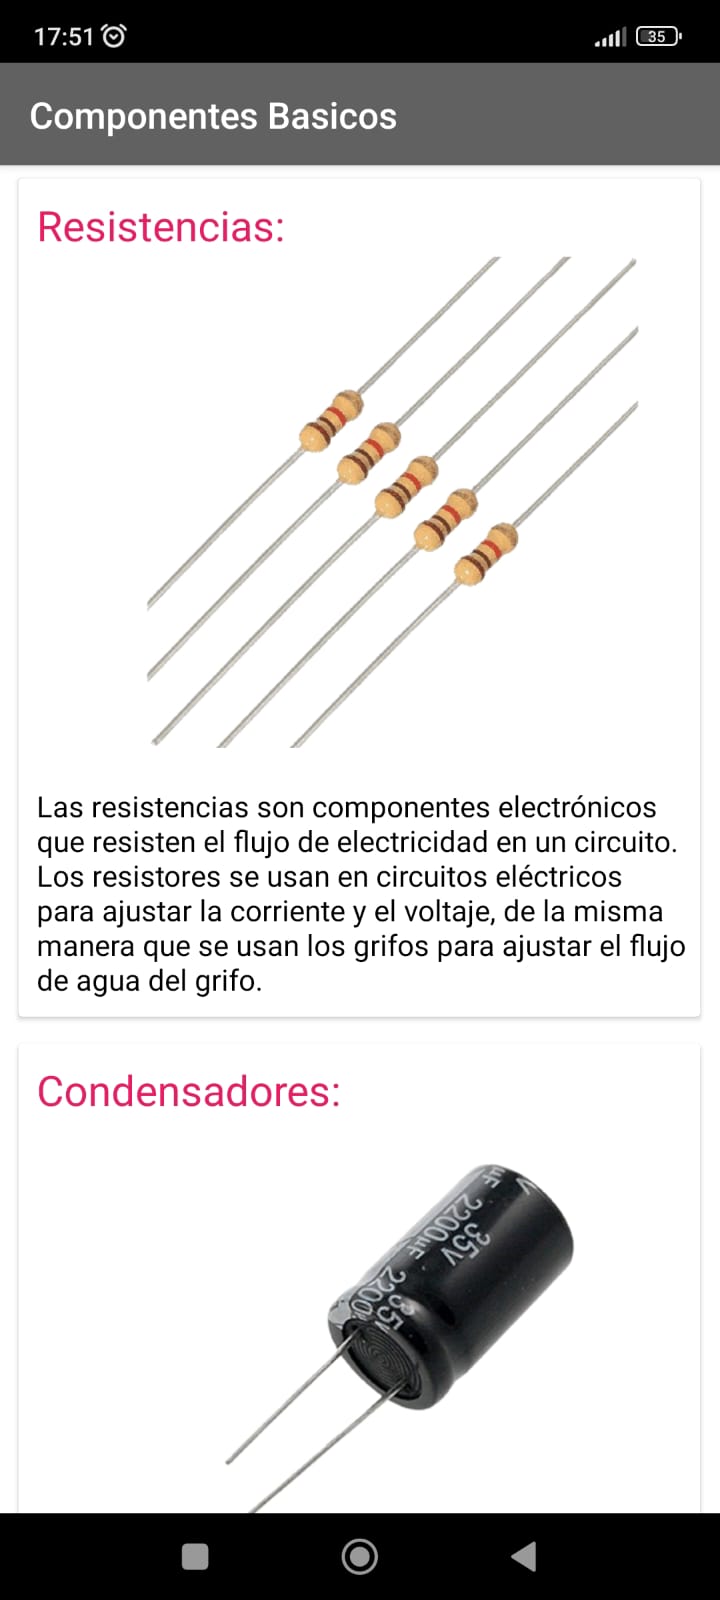 17:51
35
Componentes Basicos
Resistencias:
Las resistencias son componentes electrónicos
que resisten el flujo de electricidad en un circuito.
Los resistores se usan en circuitos eléctricos
para ajustar la corriente y el voltaje, de la misma
manera que se usan los grifos para ajustar el flujo
de agua del grifo.
Condensadores:
V
µF
35V
2200µF
35V
2200